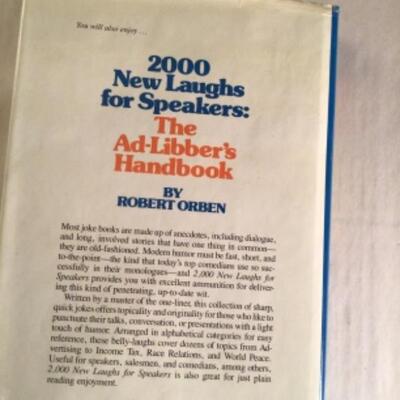 You will also enjoy ...
2000
New Laughs
for Speakers:
The
Ad-Libber's
Handbook
BY
ROBERT ORBEN
Most joke books are made up of anecdotes, including dialogue,
and long, involved stories that have one thing in common—
they are old-fashioned. Modern humor must be fast, short, and
to-the-point—the kind that today's top comedians use so suc-
cessfully in their monologues—and 2,000 New Laughs for
Speakers provides you with excellent ammunition for deliver-
ing this kind of penetrating, up-to-date wit.
Written by a master of the one-liner, this collection of sharp,
quick jokes offers topicality and originality for those who like to
punctuate their talks, conversation, or presentations with a light
touch of humor. Arranged in alphabetical categories for easy
reference, these belly-laughs cover dozens of topics from Ad-
vertising to Income Tax, Race Relations, and World Peace.
Useful for speakers, salesmen, and comedians, among others,
2,000 New Laughs for Speakers is also great for just plain
reading enjoyment.